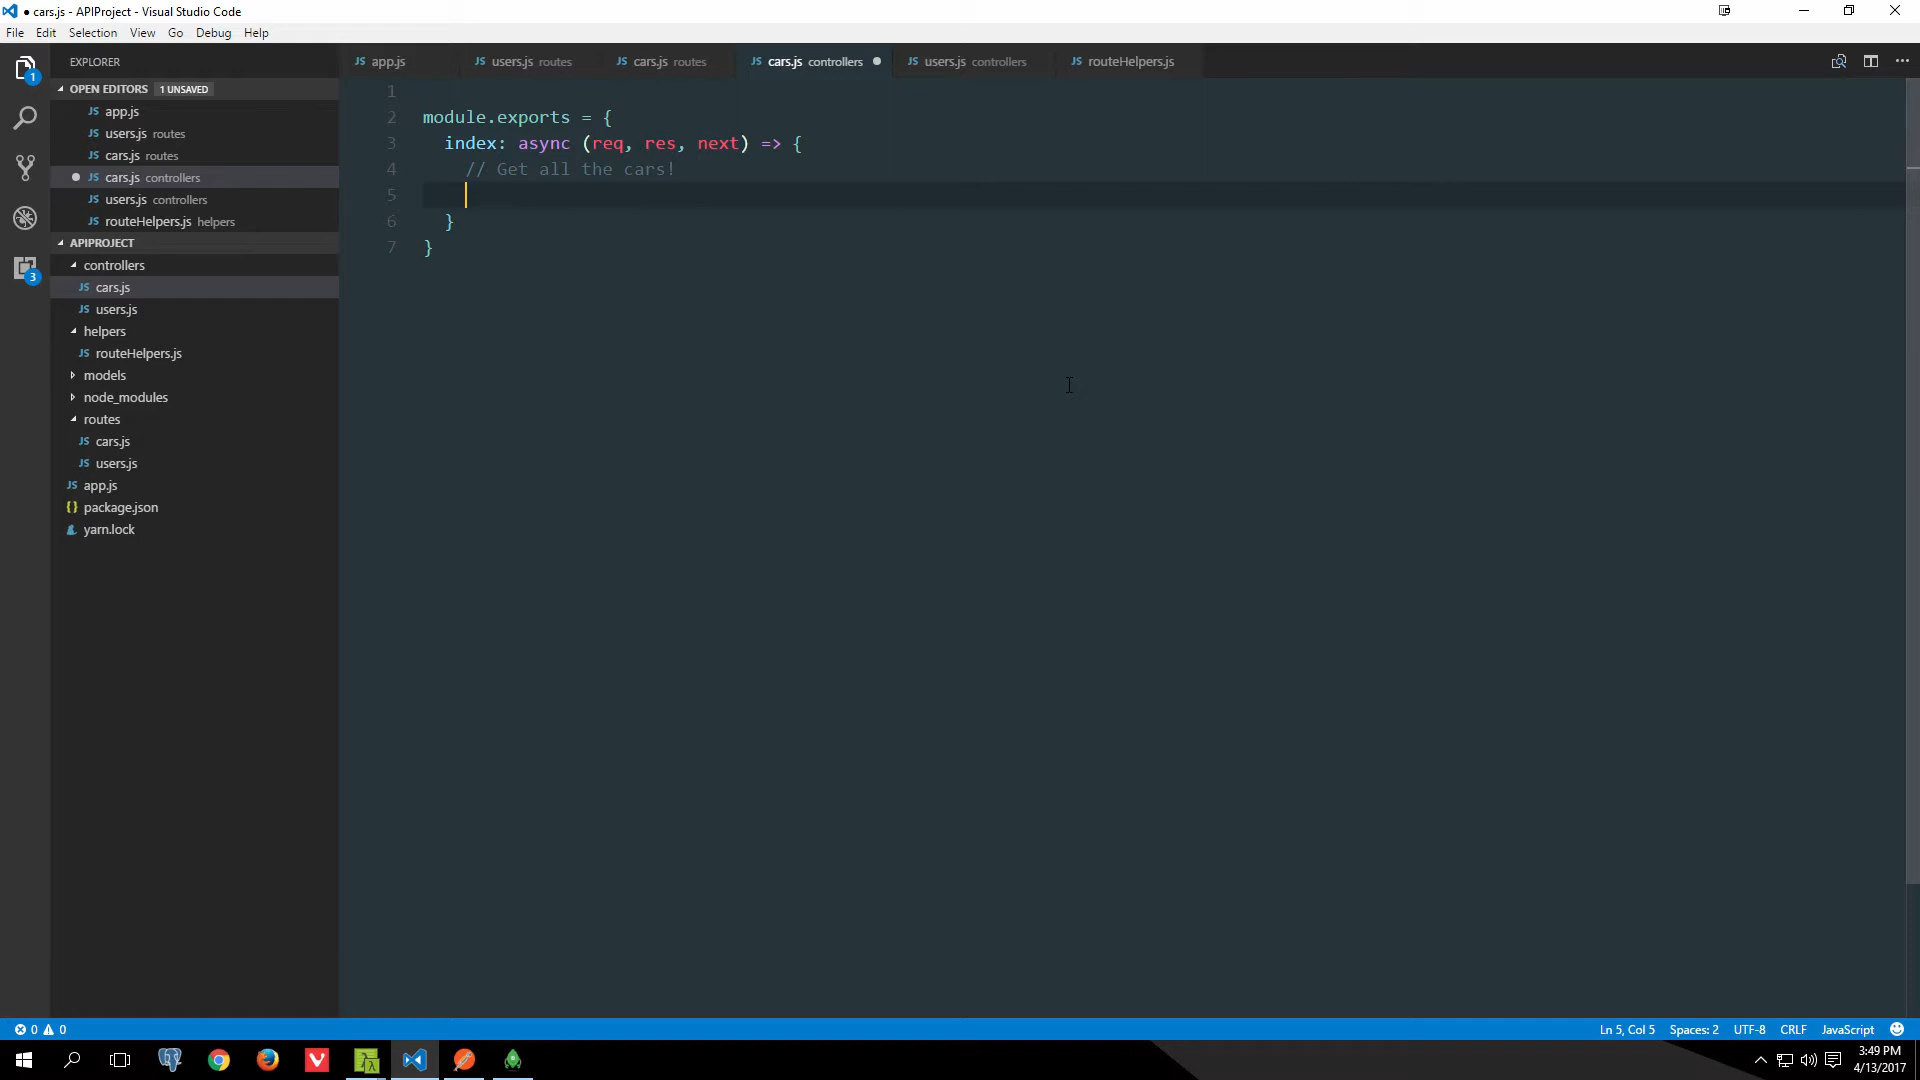 ● cars.js - APIProject - Visual Studio Code
File Edit Selection View Go Debug Help
EXPLORER
OPEN EDITORS 1 UNSAVED
JS app.js
JS users.js routes
JS cars.js routes
JS cars.js controllers
JS users.js controllers
JS routeHelpers.js helpers
APIPROJECT
controllers
JS cars.js
JS users.js
helpers
JS routeHelpers.js
models
node_modules
routes
JS cars.js
JS users.js
JS app.js
{} package.json
yarn.lock
1
3
JS app.js JS users.js routes JS cars.js routes JS cars.js controllers JS users.js controllers JS routeHelpers.js
1
2 module.exports = {
3 index: async (req, res, next) => {
4 // Get all the cars!
5
6 }
7 }
0 0 Ln 5, Col 5 Spaces: 2 UTF-8 CRLF JavaScript
3:49 PM
4/13/2017